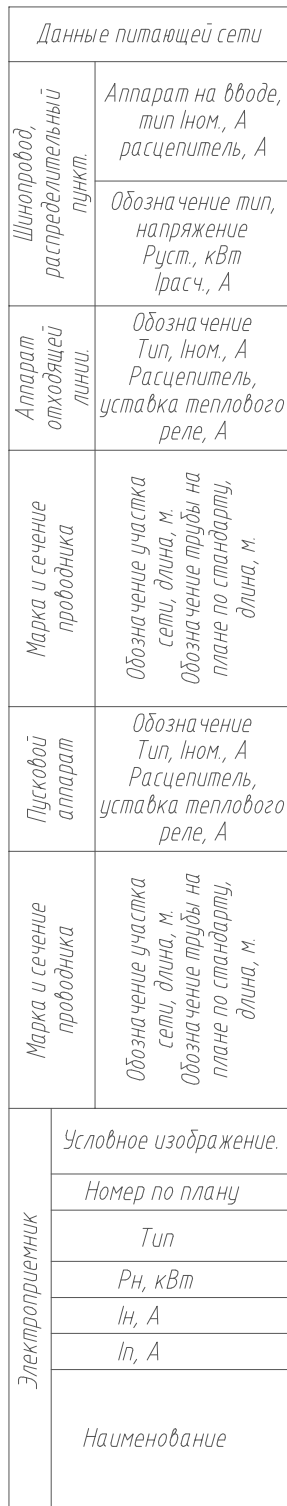 Данные питающей сети
Шинопровод,
распределительный
пункт.
Аппарат на вводе,
тип Iном., А
расцепитель, А
Обозначение тип,
напряжение
Руст., кВт
Iрасч., А
Аппарат
отходящей
линии.
Обозначение
Тип, Iном., А
Расцепитель,
уставка теплового
реле, А
Марка и сечение
проводника
Обозначение участка
сети, длина, м.
Обозначение трубы на
плане по стандарту,
длина, м.
Пусковой
аппарат
Обозначение
Тип, Iном., А
Расцепитель,
уставка теплового
реле, А
Марка и сечение
проводника
Обозначение участка
сети, длина, м.
Обозначение трубы на
плане по стандарту,
длина, м.
Электроприемник
Условное изображение.
Номер по плану
Тип
Рн, кВт
Iн, А
Iп, А
Наименование